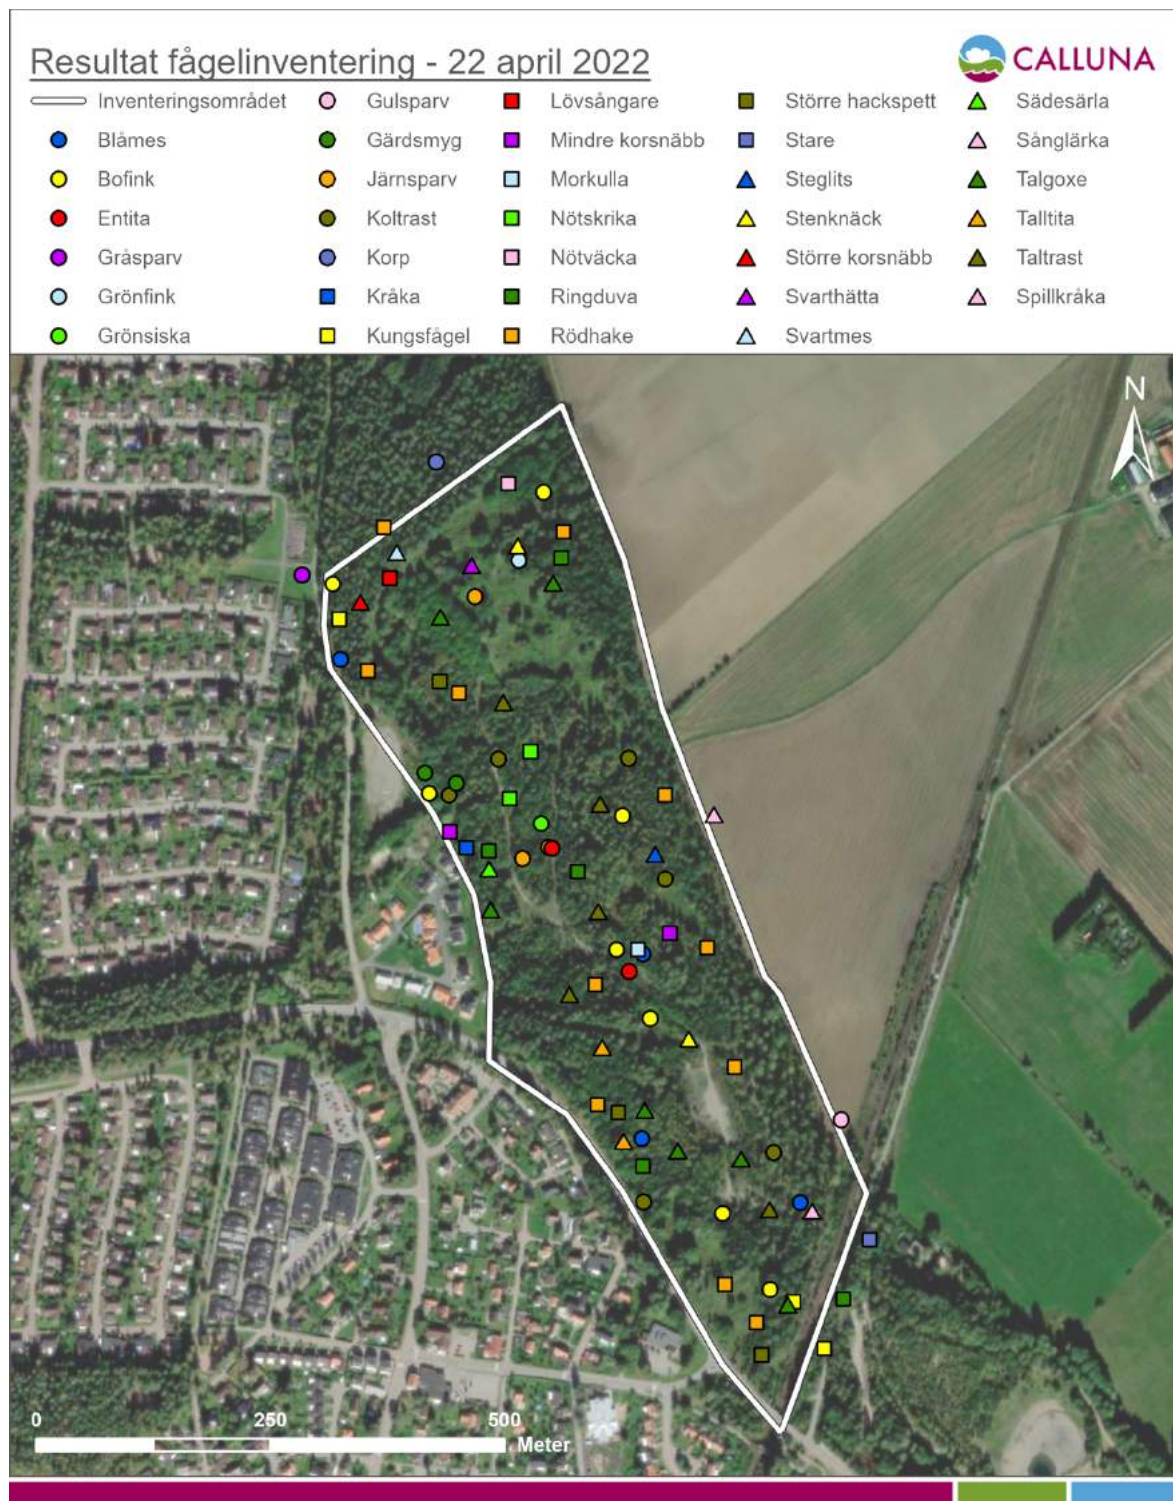 Resultat fågelinventering - 22 april 2022
CALLUNA
Inventeringsområdet
Gulsparv
Lövsångare
Större hackspett
Sädesärla
Blåmes
Gärdsmyg
Mindre korsnäbb
Stare
Sånglärka
Bofink
Järnsparv
Morkulla
Steglits
Talgoxe
Entita
Koltrast
Nötskrika
Stenknäck
Talltita
Gråsparv
Korp
Nötväcka
Större korsnäbb
Taltrast
Grönfink
Kråka
Ringduva
Svarthätta
Spillkråka
Grönsiska
Kungsfågel
Rödhake
Svartmes
N
0 250 500
Meter